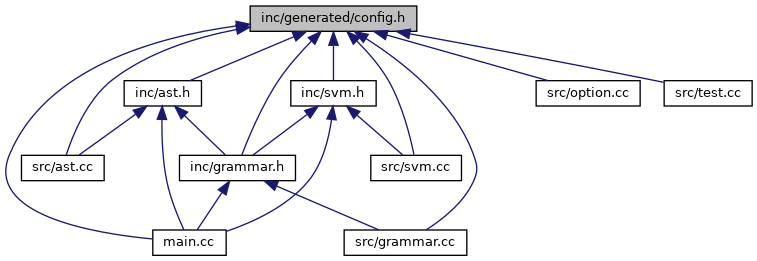 inc/generated/config.h
inc/ast.h
inc/svm.h
src/option.cc
src/test.cc
src/ast.cc
inc/grammar.h
src/svm.cc
main.cc
src/grammar.cc